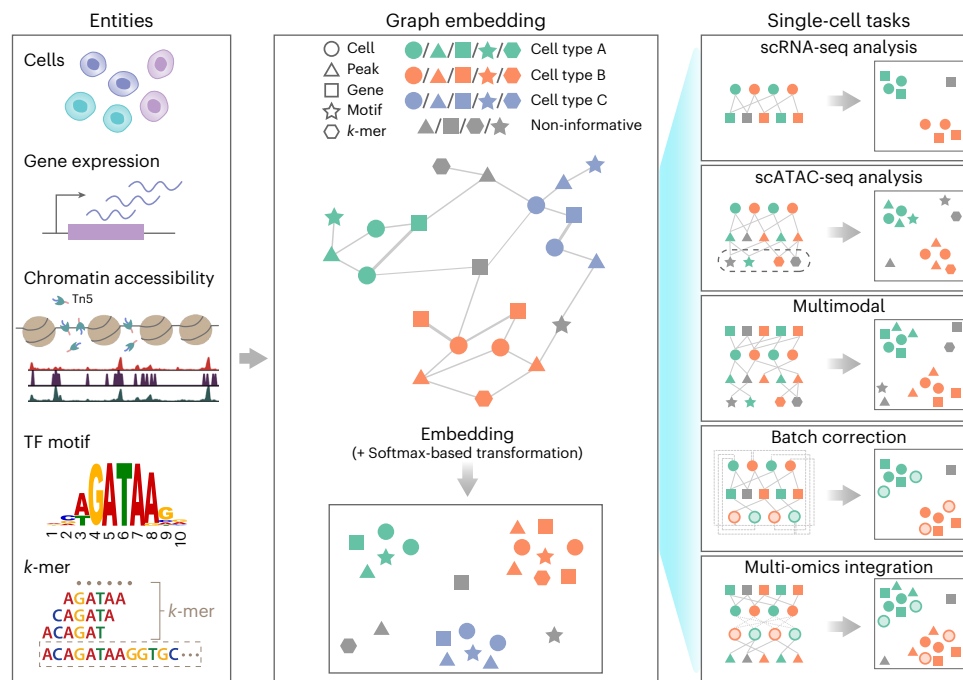 Entities
Cells
Gene expression
Chromatin accessibility
Tn5
TF motif
AGATAAG
1 2 3 4 5 6 7 8 9 10
k-mer
AGATAA
CAGATA
ACAGAT
k-mer
ACAGATAAGGTGC
Graph embedding
Cell
Peak
Gene
Motif
k-mer
Cell type A
Cell type B
Cell type C
Non-informative
Embedding
(+ Softmax-based transformation)
Single-cell tasks
scRNA-seq analysis
scATAC-seq analysis
Multimodal
Batch correction
Multi-omics integration